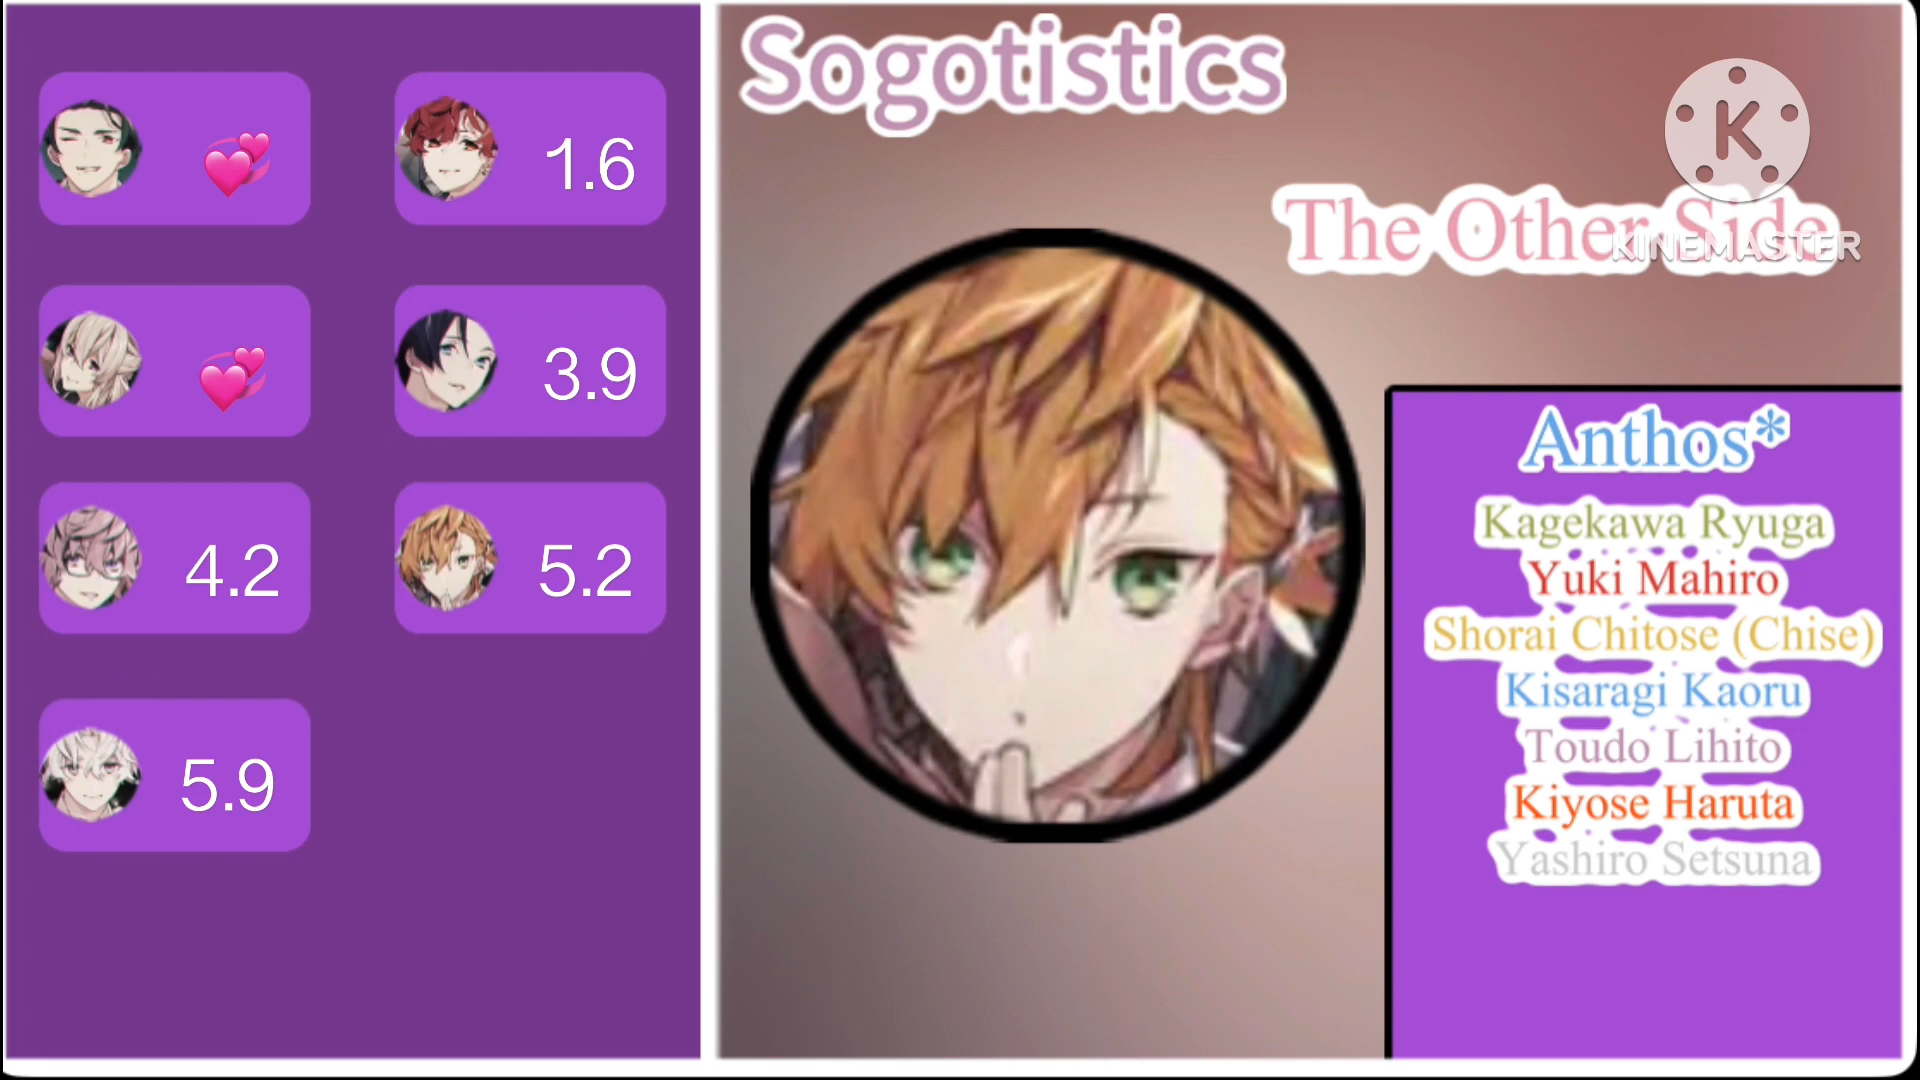 1.6
3.9
4.2
5.2
5.9
Sogotistics
K
The Other Side
KINEMASTER
Anthos*
Kagekawa Ryuga
Yuki Mahiro
Shorai Chitose (Chise)
Kisaragi Kaoru
Toudo Lihito
Kiyose Haruta
Yashiro Setsuna